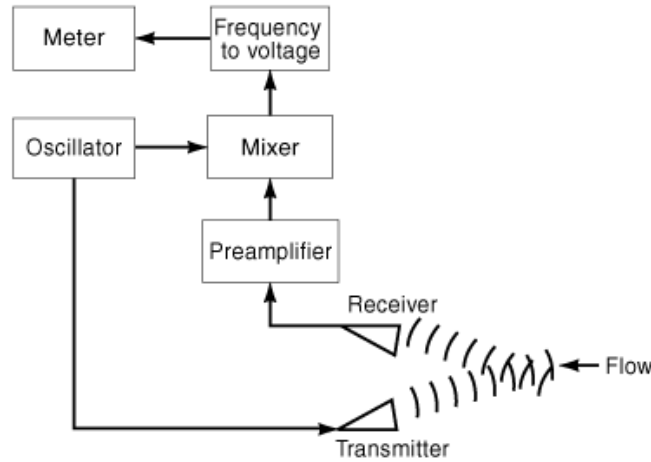 Meter
Frequency
to voltage
Oscillator
Mixer
Preamplifier
Receiver
Flow
Transmitter